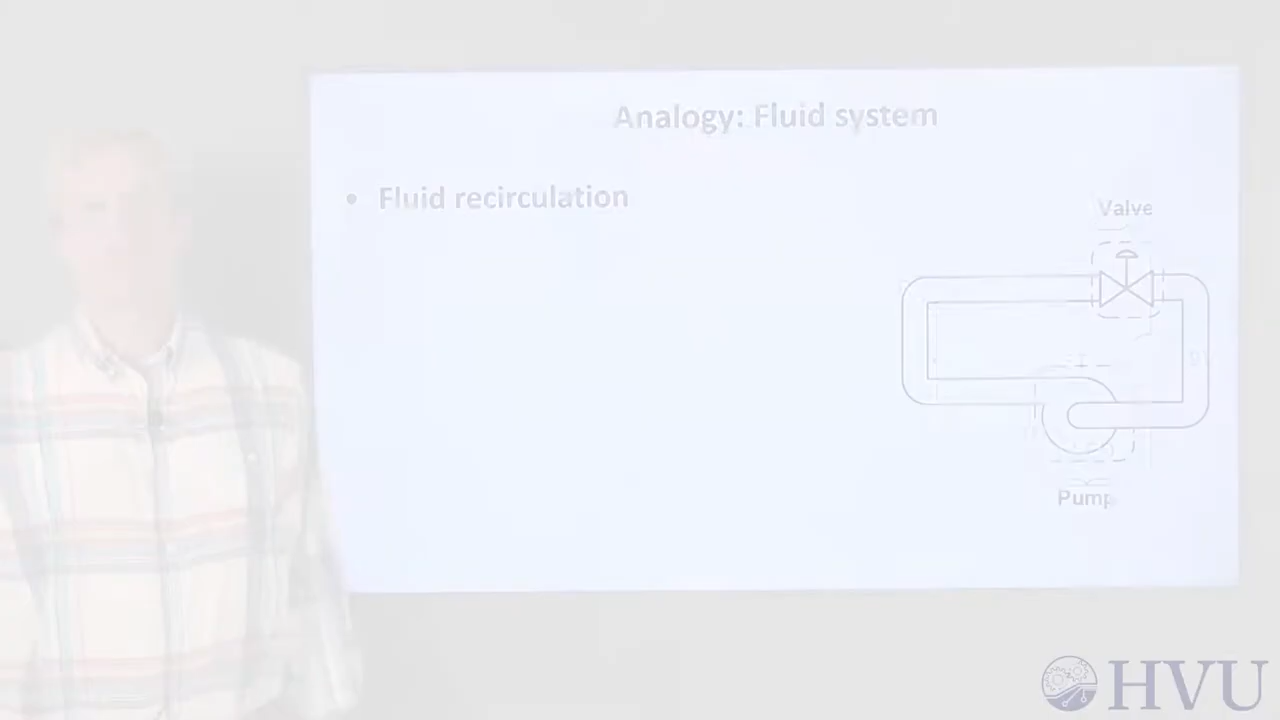 Analogy: Fluid system
• Fluid recirculation
Valve
Pump
HVU